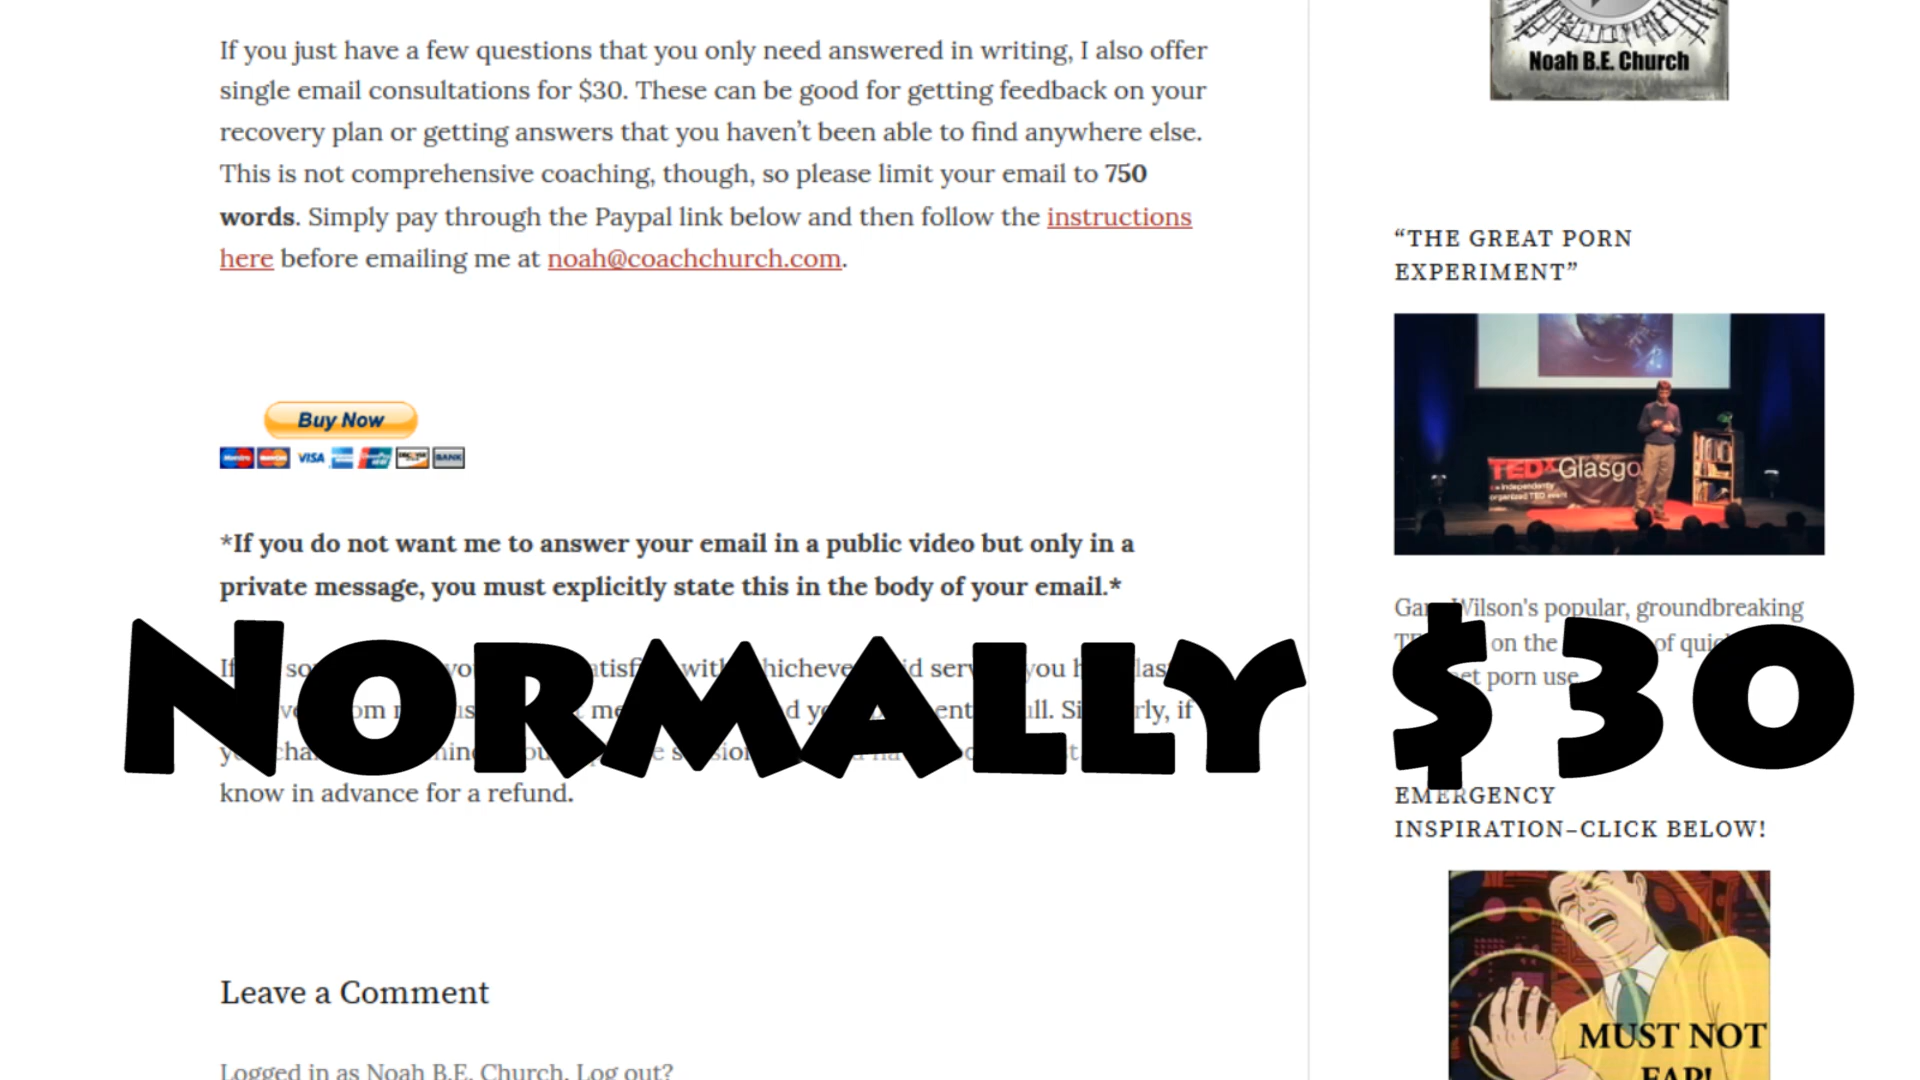 If you just have a few questions that you only need answered in writing, I also offer
single email consultations for $30. These can be good for getting feedback on your
recovery plan or getting answers that you haven’t been able to find anywhere else.
This is not comprehensive coaching, though, so please limit your email to 750
words. Simply pay through the Paypal link below and then follow the instructions
here before emailing me at noah@coachchurch.com.
Buy Now
VISA
BANK
*If you do not want me to answer your email in a public video but only in a
private message, you must explicitly state this in the body of your email.*
NORMALLY $30
know in advance for a refund.
Leave a Comment
Logged in as Noah B.E. Church. Log out?
Noah B.E. Church
“THE GREAT PORN
EXPERIMENT”
TEDxGlasgo
Wilson's popular, groundbreaking
on the of
porn use
EMERGENCY
INSPIRATION–CLICK BELOW!
MUST NOT
FAP!